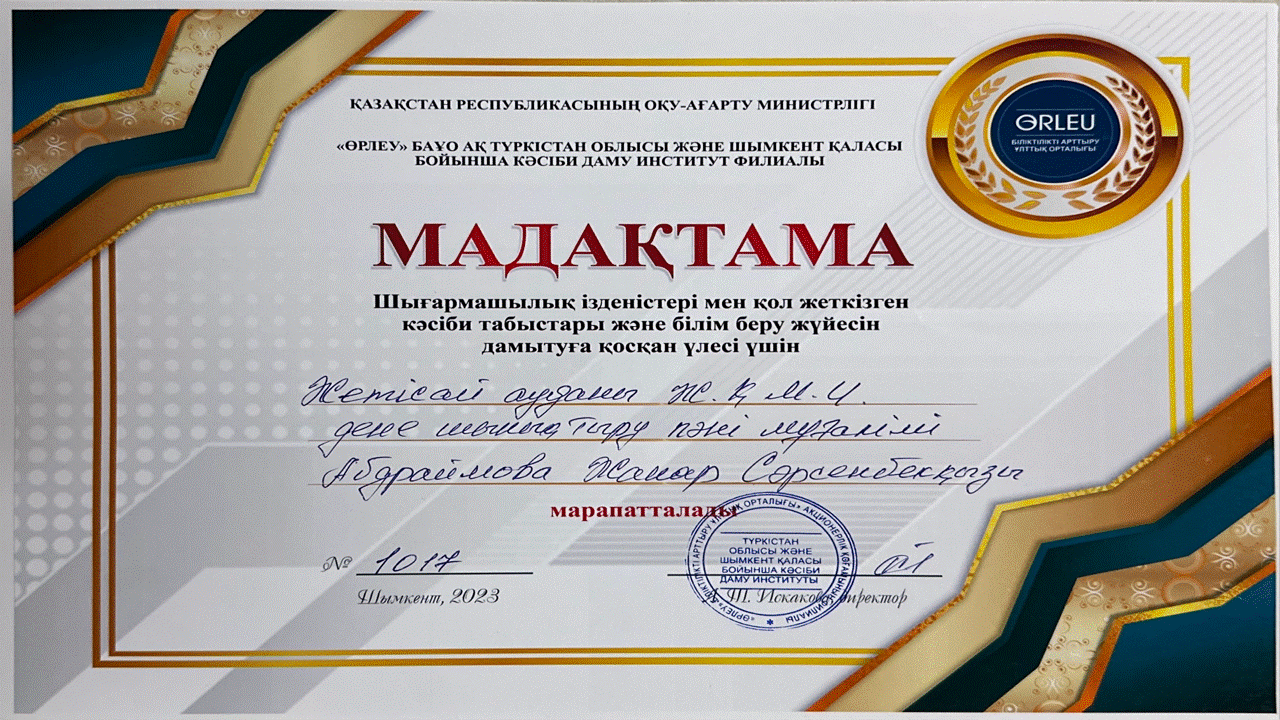 ҚАЗАҚСТАН РЕСПУБЛИКАСЫНЫҢ ОҚУ-АҒАРТУ МИНИСТРЛІГІ
«ӨРЛЕУ» БАҰО АҚ ТҮРКІСТАН ОБЛЫСЫ ЖӘНЕ ШЫМКЕНТ ҚАЛАСЫ
БОЙЫНША КӘСІБИ ДАМУ ИНСТИТУТ ФИЛИАЛЫ
ӨRLEU
БІЛІКТІЛІКТІ АРТТЫРУ
ҰЛТТЫҚ ОРТАЛЫҒЫ
МАДАҚТАМА
Шығармашылық ізденістері мен қол жеткізген
кәсіби табыстары және білім беру жүйесін
дамытуға қосқан үлесі үшін
Жетісай ауданы Ж.Қ.М.
дене шынықтыру пәні мұғалімі
Абдраймова Жанар Сәрсенбекқызы
марапатталады
№ 1017
Шымкент, 2023
Т. Искакова директор
ТҮРКІСТАН
ОБЛЫСЫ ЖӘНЕ
ШЫМКЕНТ ҚАЛАСЫ
БОЙЫНША КӘСІБИ
ДАМУ ИНСТИТУТЫ